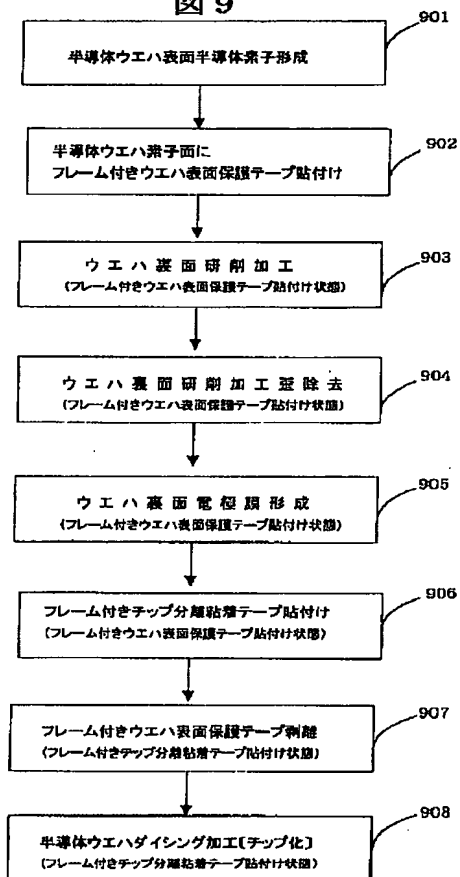 図9
901
半導体ウエハ表面半導体素子形成
902
半導体ウエハ素子面に
フレーム付きウエハ表面保護テープ貼付け
903
ウエハ裏面研削加工
(フレーム付きウエハ表面保護テープ貼付け状態)
904
ウエハ裏面研削加工歪除去
(フレーム付きウエハ表面保護テープ貼付け状態)
905
ウエハ裏面電極膜形成
(フレーム付きウエハ表面保護テープ貼付け状態)
906
フレーム付きチップ分離粘着テープ貼付け
(フレーム付きウエハ表面保護テープ貼付け状態)
907
フレーム付きウエハ表面保護テープ剥離
(フレーム付きチップ分離粘着テープ貼付け状態)
908
半導体ウエハダイシング加工[チップ化]
(フレーム付きチップ分離粘着テープ貼付け状態)